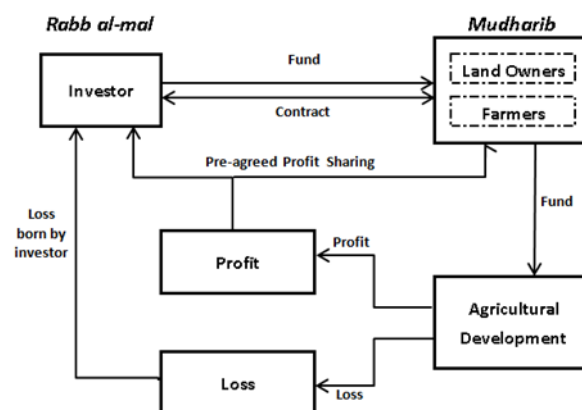 Rabb al-mal
Mudharib
Fund
Investor
Land Owners
Contract
Farmers
Pre-agreed Profit Sharing
Loss
born by
investor
Fund
Profit
Profit
Agricultural
Development
Loss
Loss